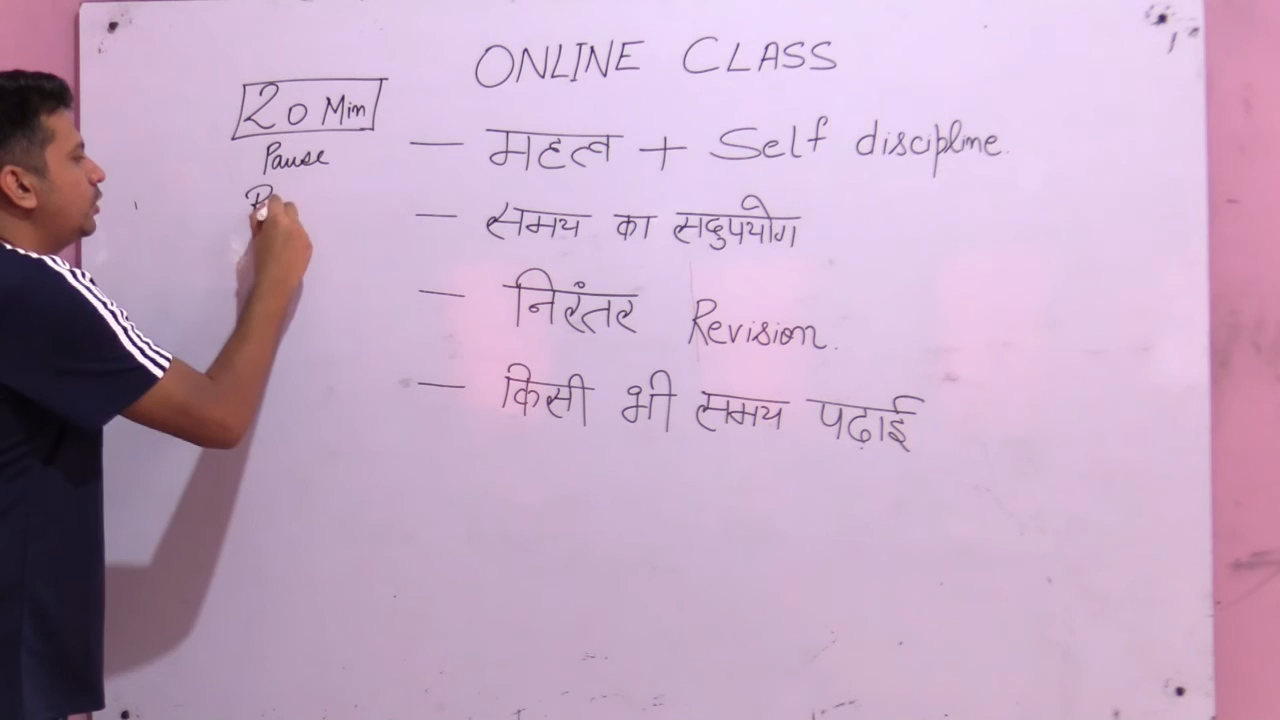 ONLINE CLASS
20 Min
Pause
— महत्व + Self discipline.
— समय का सदुपयोग
— निरंतर Revision.
— किसी भी समय पढ़ाई